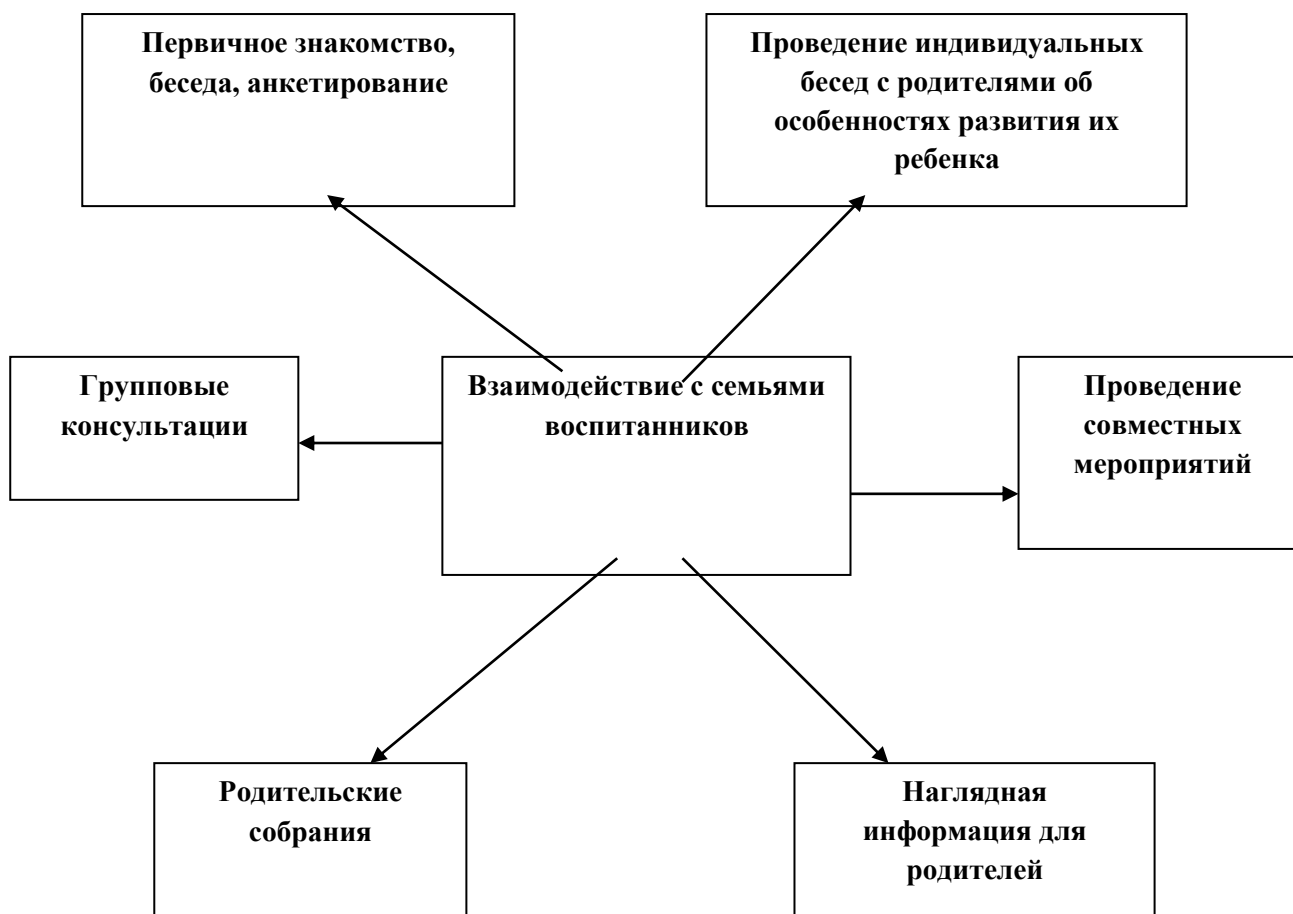 Первичное знакомство,
беседа, анкетирование
Проведение индивидуальных
бесед с родителями об
особенностях развития их
ребенка
Групповые
консультации
Взаимодействие с семьями
воспитанников
Проведение
совместных
мероприятий
Родительские
собрания
Наглядная
информация для
родителей